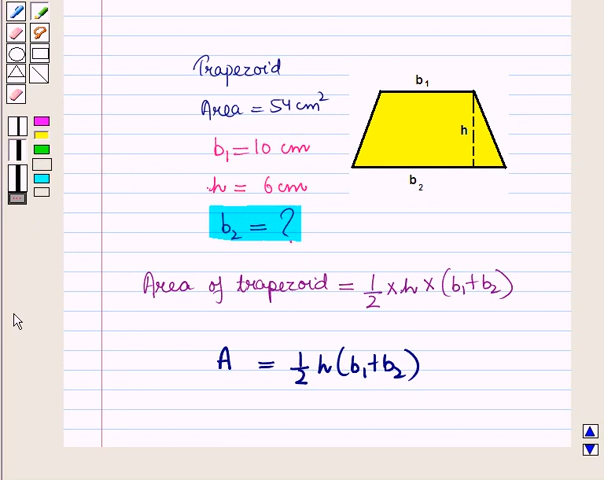 Trapezoid
Area = 54 cm²
b₁ = 10 cm
h = 6 cm
b₂ = ?
b₁
h
b₂
Area of trapezoid = 1/2 × h × (b₁+b₂)
A = 1/2 h (b₁+b₂)